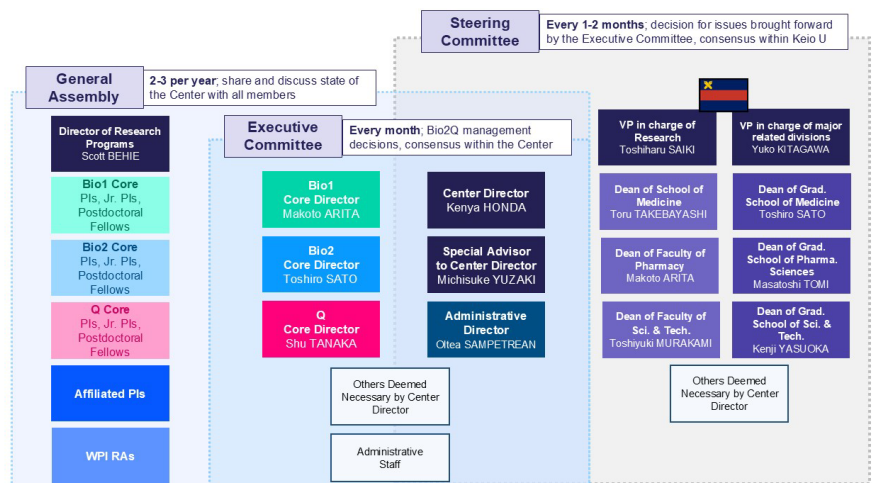 Steering
Committee
Every 1-2 months; decision for issues brought forward
by the Executive Committee, consensus within Keio U
General
Assembly
2-3 per year; share and discuss state
of the Center with all members
Executive
Committee
Every month; Bio2Q management
decisions, consensus within the Center
Director of Research
Programs
Scott BEHIE
Bio1 Core
PIs, Jr. PIs,
Postdoctoral
Fellows
Bio2 Core
PIs, Jr. PIs,
Postdoctoral
Fellows
Q Core
PIs, Jr. PIs,
Postdoctoral
Fellows
Affiliated PIs
WPI RAs
Bio1
Core Director
Makoto ARITA
Bio2
Core Director
Toshiro SATO
Q
Core Director
Shu TANAKA
Center Director
Kenya HONDA
Special Advisor
to Center Director
Michisuke YUZAKI
Administrative
Director
Oltea SAMPETREAN
Others Deemed
Necessary by Center
Director
Administrative
Staff
VP in charge of
Research
Toshiharu SAIKI
VP in charge of major
related divisions
Yuko KITAGAWA
Dean of School of
Medicine
Toru TAKEBAYASHI
Dean of Grad.
School of Medicine
Toshiro SATO
Dean of Faculty of
Pharmacy
Makoto ARITA
Dean of Grad.
School of Pharma.
Sciences
Masatoshi TOMI
Dean of Faculty of
Sci. & Tech.
Toshiyuki MURAKAMI
Dean of Grad.
School of Sci. &
Tech.
Kenji YASUOKA
Others Deemed
Necessary by Center
Director